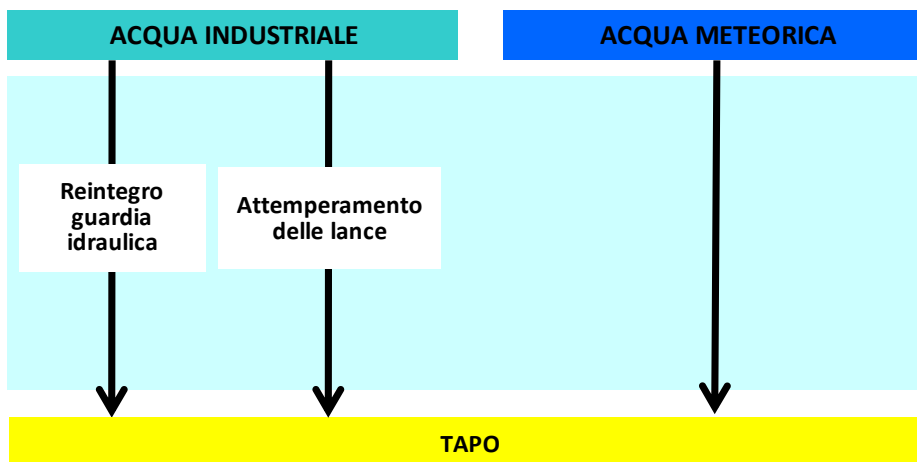 ACQUA INDUSTRIALE
ACQUA METEORICA
Reintegro
guardia
idraulica
Attemperamento
delle lance
TAPO